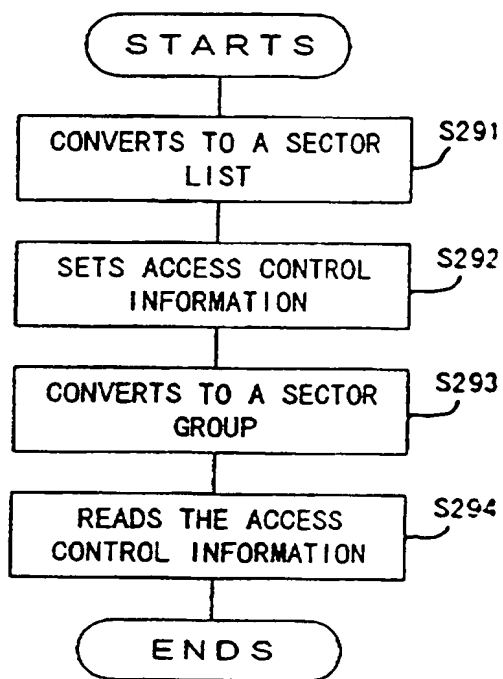 STARTS
CONVERTS TO A SECTOR
LIST
S291
SETS ACCESS CONTROL
INFORMATION
S292
CONVERTS TO A SECTOR
GROUP
S293
READS THE ACCESS
CONTROL INFORMATION
S294
ENDS